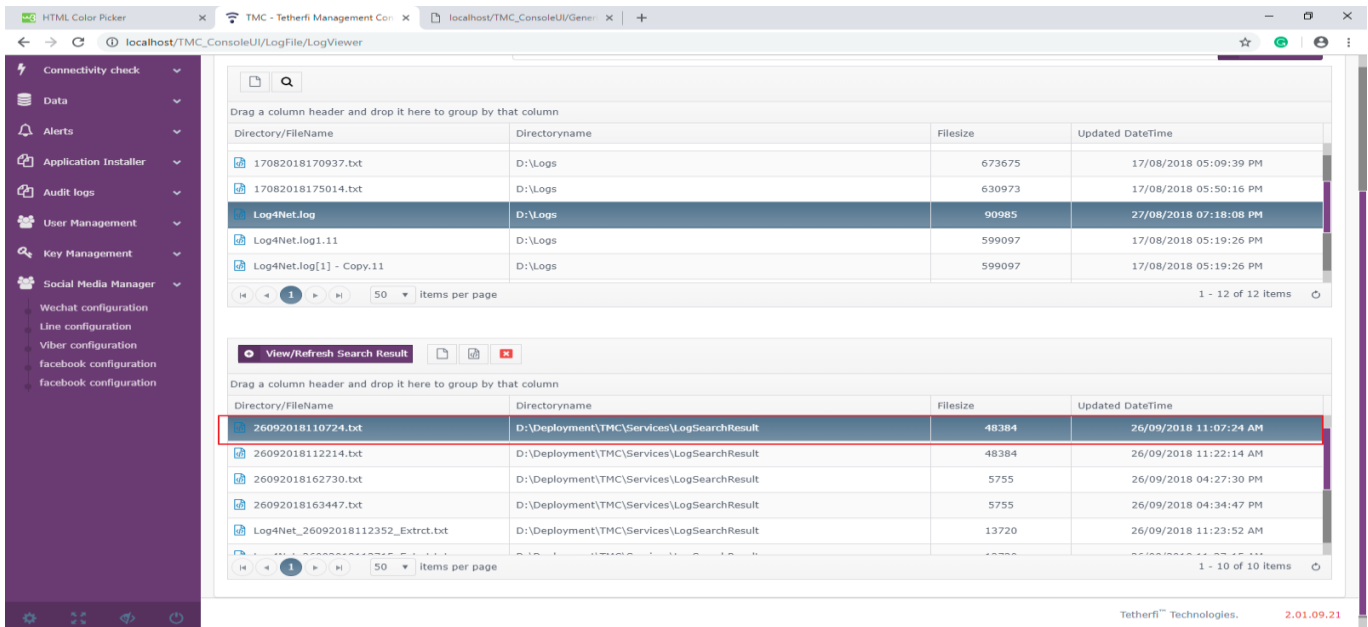 HTML Color Picker
TMC - Tetherfi Management Con
localhost/TMC_ConsoleUI/Gener
localhost/TMC_ConsoleUI/LogFile/LogViewer
Connectivity check
Data
Alerts
Application Installer
Audit logs
User Management
Key Management
Social Media Manager
Wechat configuration
Line configuration
Viber configuration
facebook configuration
facebook configuration
Drag a column header and drop it here to group by that column
Directory/FileName Directoryname Filesize Updated DateTime
17082018170937.txt D:\Logs 673675 17/08/2018 05:09:39 PM
17082018175014.txt D:\Logs 630973 17/08/2018 05:50:16 PM
Log4Net.log D:\Logs 90985 27/08/2018 07:18:08 PM
Log4Net.log1.11 D:\Logs 599097 17/08/2018 05:19:26 PM
Log4Net.log[1] - Copy.11 D:\Logs 599097 17/08/2018 05:19:26 PM
1 50 items per page 1 - 12 of 12 items
View/Refresh Search Result
Drag a column header and drop it here to group by that column
Directory/FileName Directoryname Filesize Updated DateTime
26092018110724.txt D:\Deployment\TMC\Services\LogSearchResult 48384 26/09/2018 11:07:24 AM
26092018112214.txt D:\Deployment\TMC\Services\LogSearchResult 48384 26/09/2018 11:22:14 AM
26092018162730.txt D:\Deployment\TMC\Services\LogSearchResult 5755 26/09/2018 04:27:30 PM
26092018163447.txt D:\Deployment\TMC\Services\LogSearchResult 5755 26/09/2018 04:34:47 PM
Log4Net_26092018112352_Extrct.txt D:\Deployment\TMC\Services\LogSearchResult 13720 26/09/2018 11:23:52 AM
1 50 items per page 1 - 10 of 10 items
Tetherfi™ Technologies. 2.01.09.21